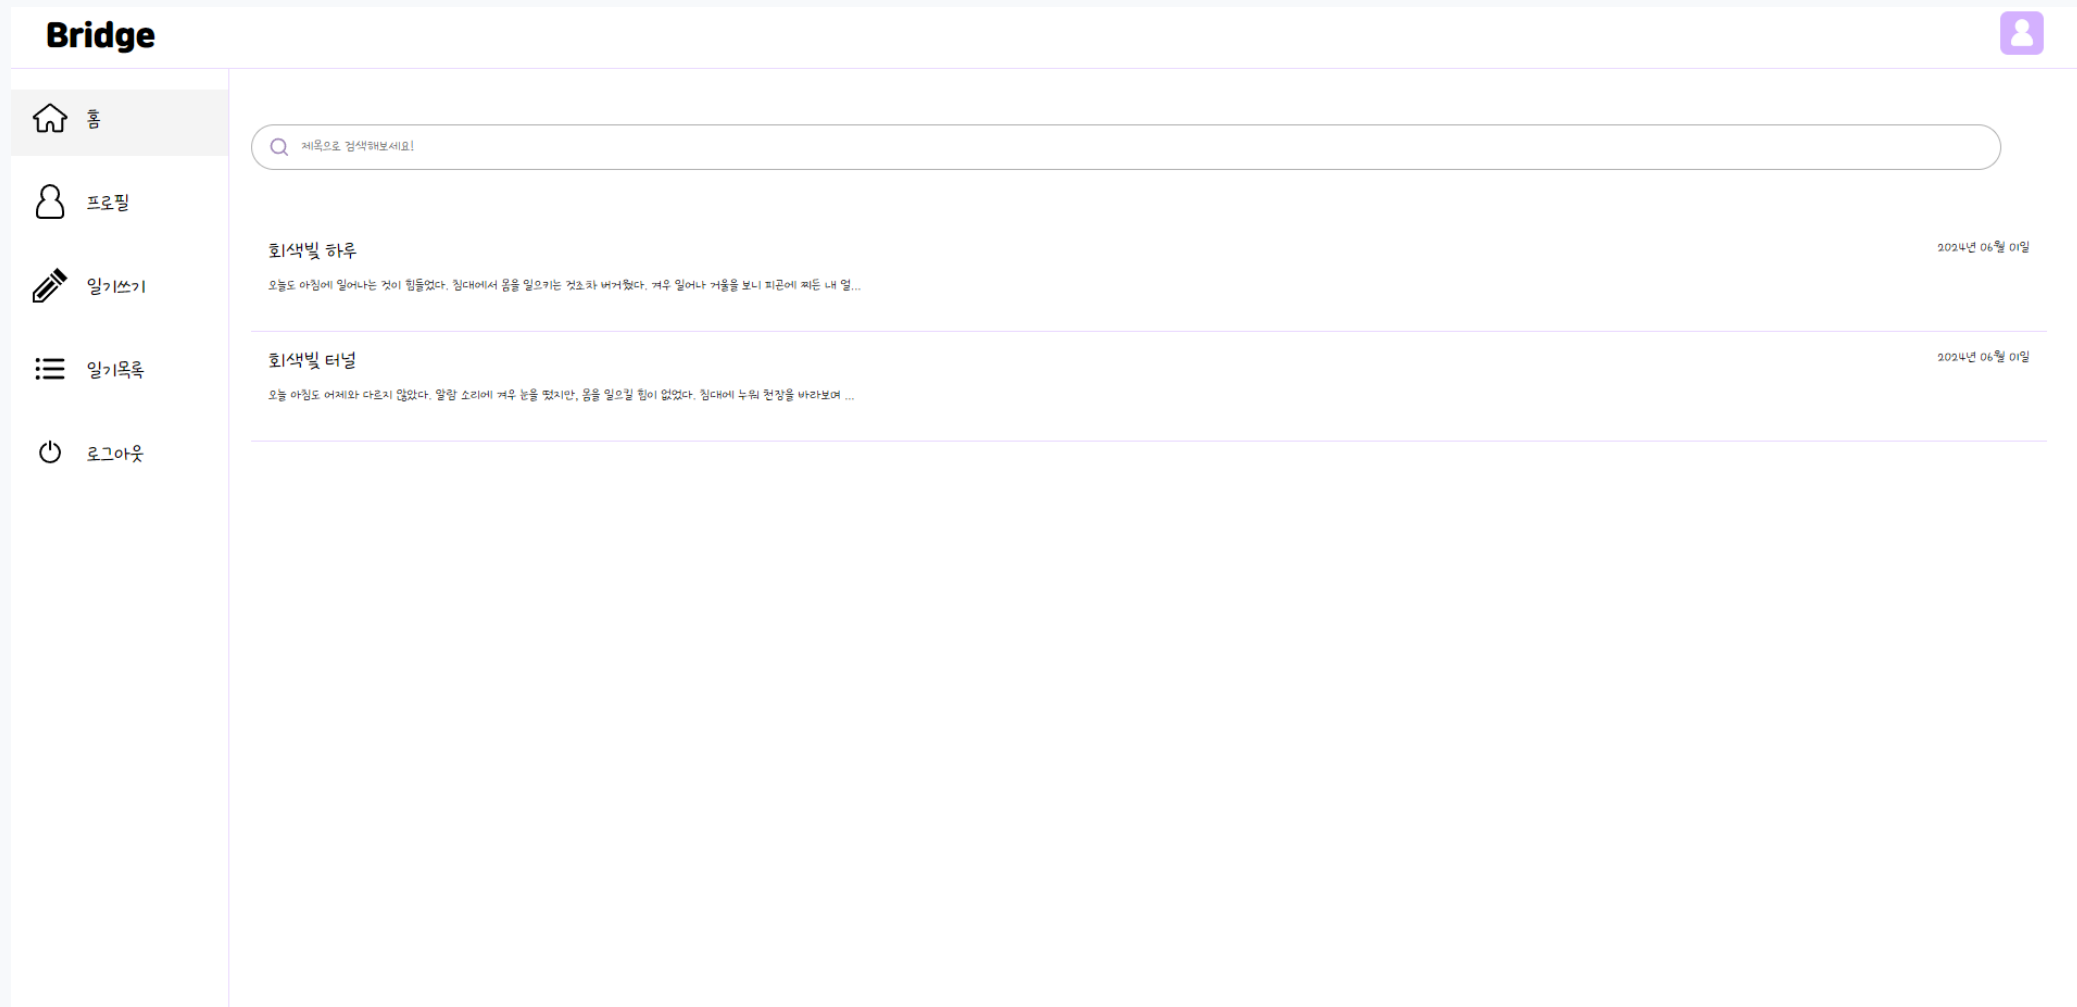 Bridge
홈
프로필
일기쓰기
일기목록
로그아웃
제목으로 검색해보세요!
회색빛 하루
2024년 06월 01일
오늘도 아침에 일어나는 것이 힘들었다. 침대에서 몸을 일으키는 것조차 버거웠다. 겨우 일어나 거울을 보니 피곤에 찌든 내 얼...
회색빛 터널
2024년 06월 01일
오늘 아침도 어제와 다르지 않았다. 알람 소리에 겨우 눈을 떴지만, 몸을 일으킬 힘이 없었다. 침대에 누워 천장을 바라보며 ...